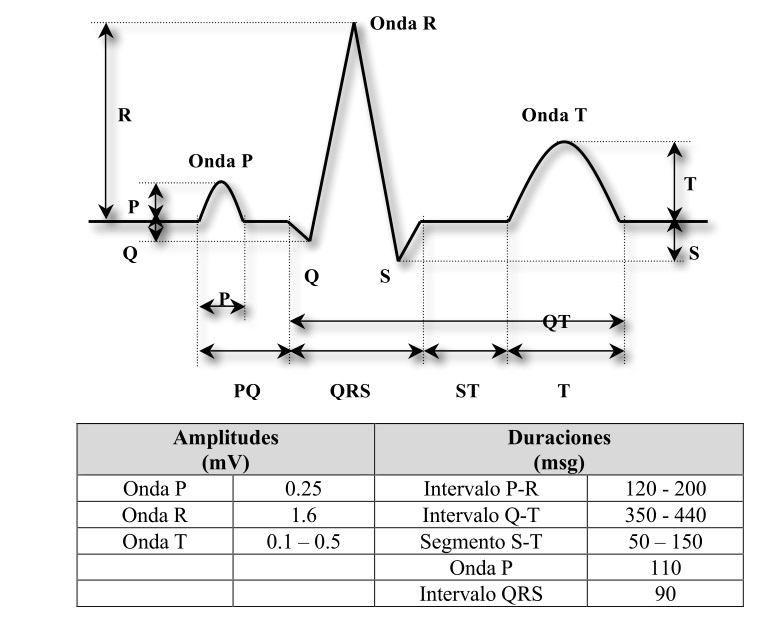 Onda R
R
Onda T
Onda P
P
T
Q
S
Q
S
P
QT
PQ
QRS
ST
T
Amplitudes
(mV)
Duraciones
(msg)
Onda P
0.25
Intervalo P-R
120 - 200
Onda R
1.6
Intervalo Q-T
350 - 440
Onda T
0.1 – 0.5
Segmento S-T
50 – 150
Onda P
110
Intervalo QRS
90